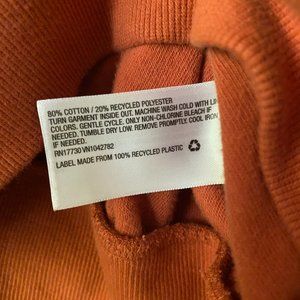 80% COTTON / 20% RECYCLED POLYESTER
TURN GARMENT INSIDE OUT. MACHINE WASH COLD WITH
COLORS. GENTLE CYCLE. ONLY NON-CHLORINE BLEACH IF
NEEDED. TUMBLE DRY LOW. REMOVE PROMPTLY. COOL IRON
IF NEEDED.
RN17730 VN1042782
LABEL MADE FROM 100% RECYCLED PLASTIC